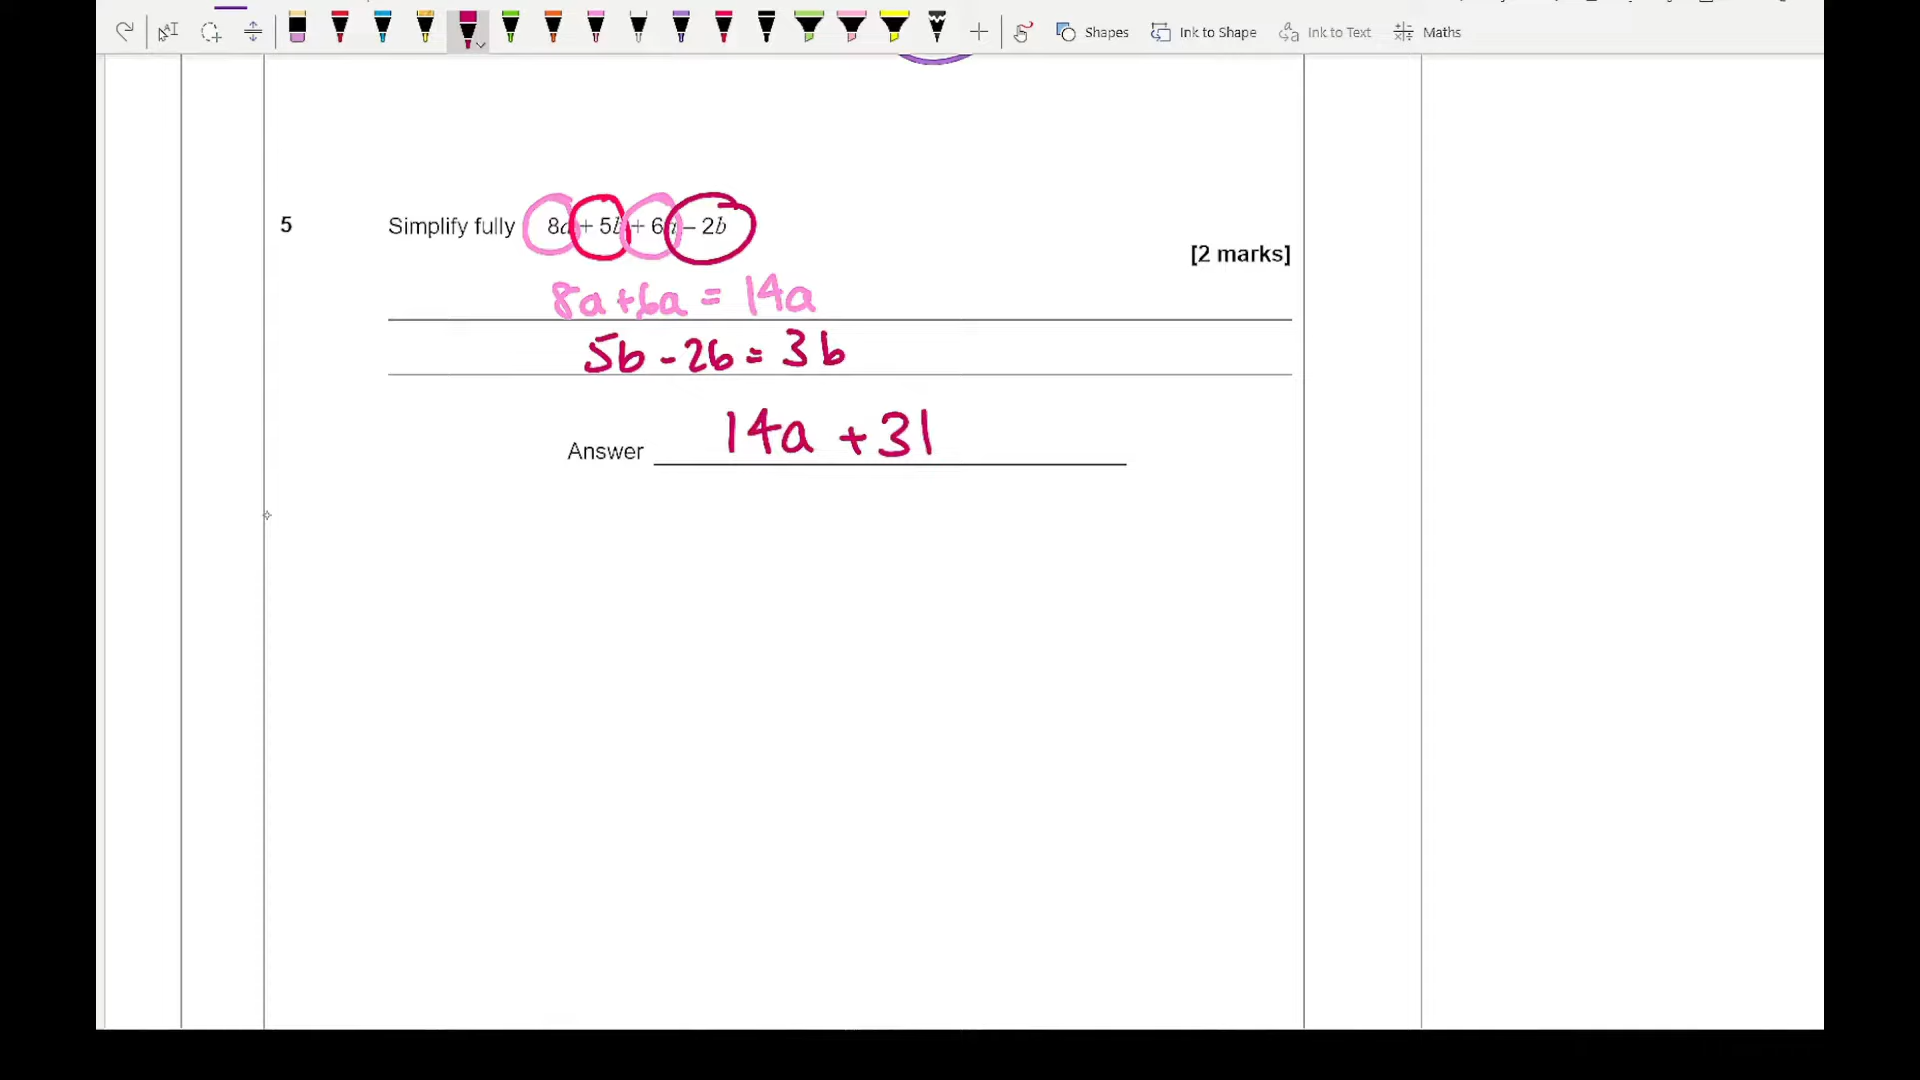 Shapes Ink to Shape Ink to Text Maths
5 Simplify fully 8a + 5b + 6a – 2b
[2 marks]
8a+6a = 14a
5b - 2b = 3b
14a + 3l
Answer